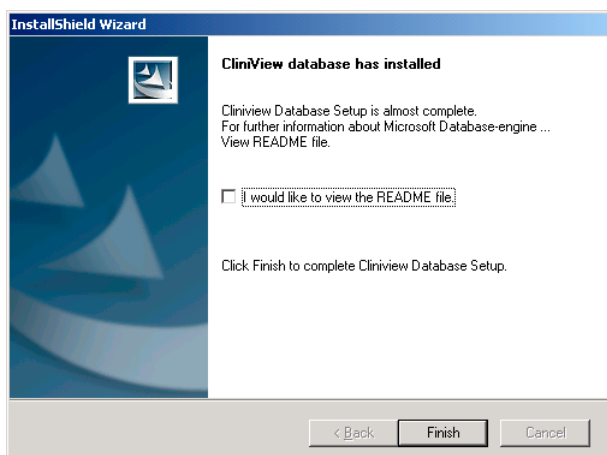 InstallShield Wizard
CliniView database has installed
Cliniview Database Setup is almost complete.
For further information about Microsoft Database-engine ...
View README file.
I would like to view the README file.
Click Finish to complete Cliniview Database Setup.
< Back
Finish
Cancel